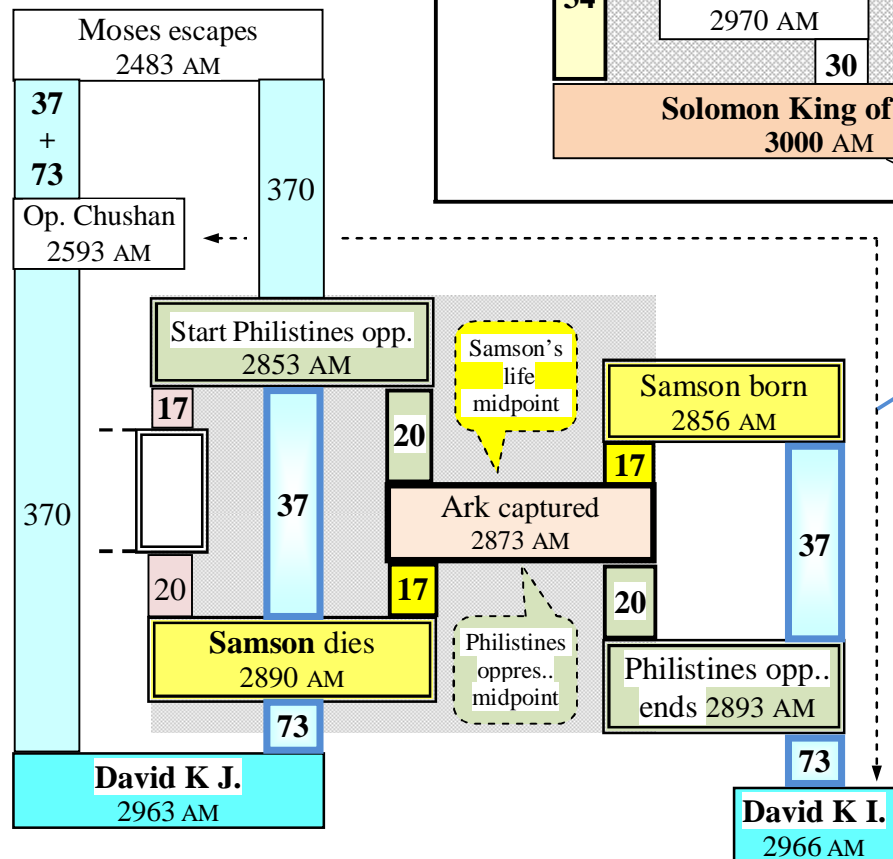 Moses escapes
2483 AM
54
2970 AM
30
Solomon King of
3000 AM
37
+
73
370
Op. Chushan
2593 AM
370
Start Philistines opp.
2853 AM
Samson's
life
midpoint
Samson born
2856 AM
17
20
17
37
Ark captured
2873 AM
37
20
17
20
Samson dies
2890 AM
Philistines
oppres..
midpoint
Philistines opp..
ends 2893 AM
73
73
David K J.
2963 AM
David K I.
2966 AM